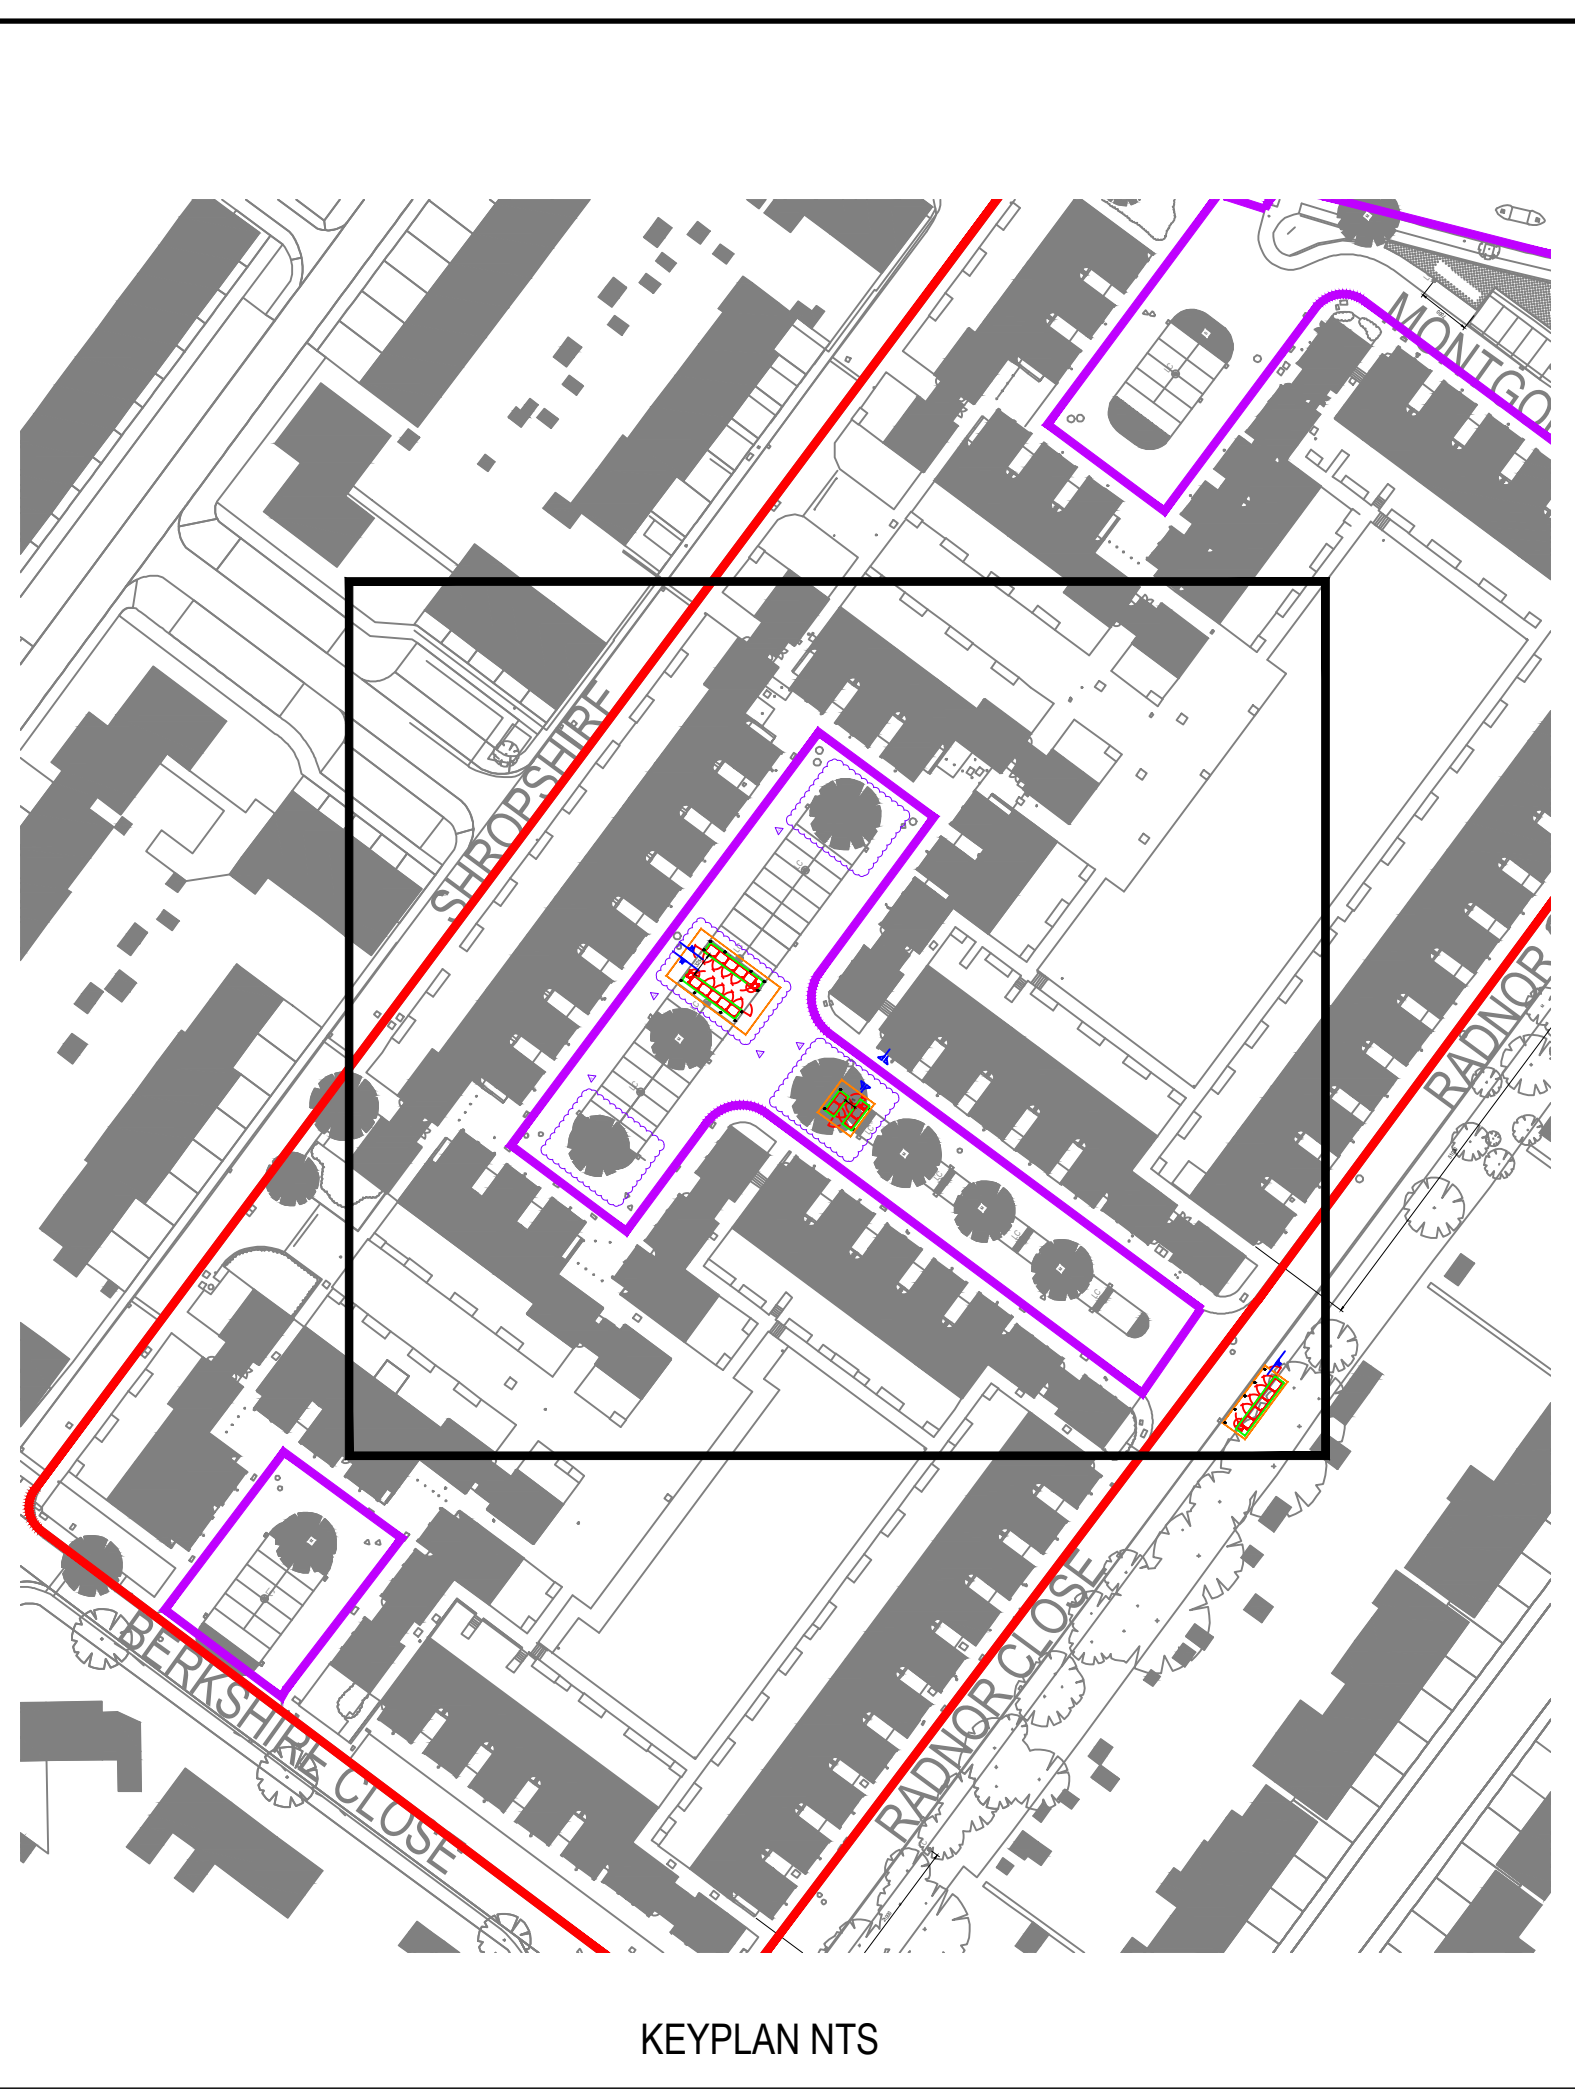 MONTGO
SHROPSHIRE
RADNOR
RADNOR CLOSE
BERKSHIRE CLOSE
KEYPLAN NTS